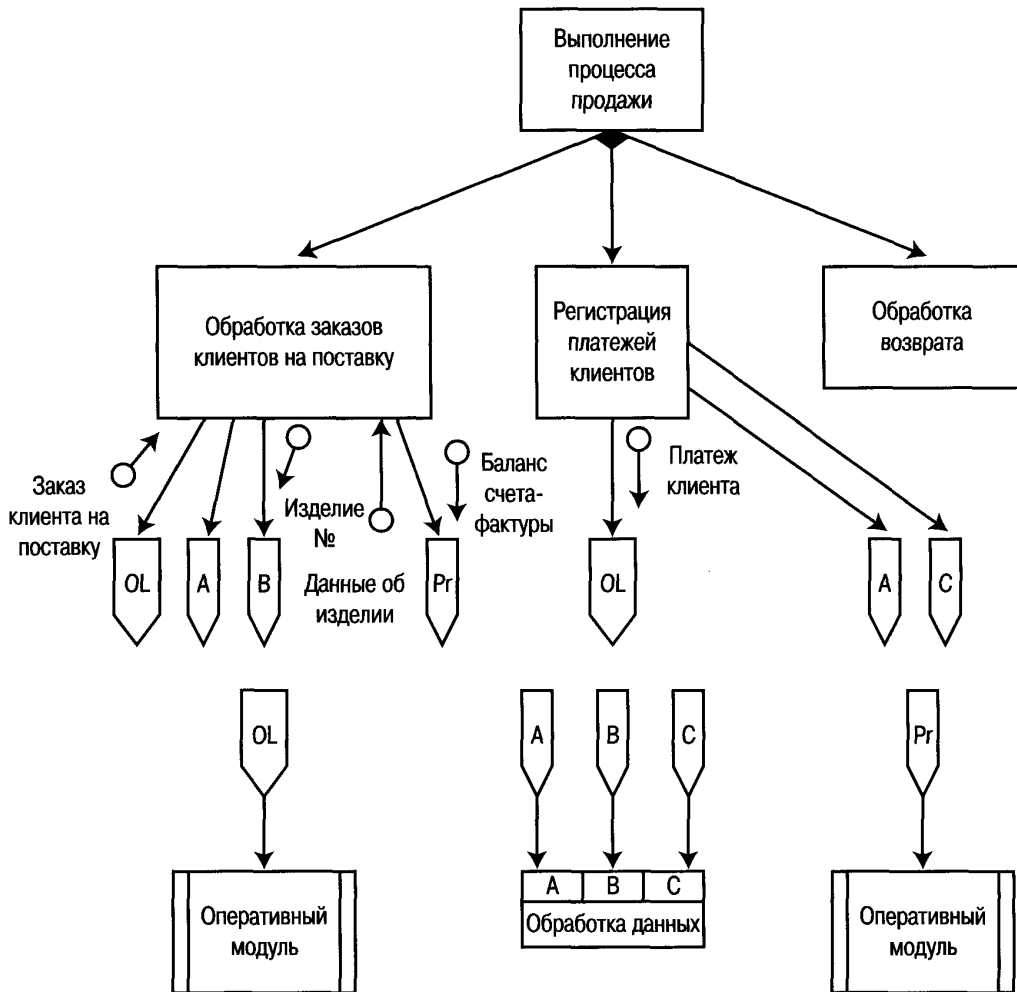 Выполнение
процесса
продажи
Обработка заказов
клиентов на поставку
Регистрация
платежей
клиентов
Обработка
возврата
Заказ
клиента на
поставку
Изделие
№
Данные об
изделии
Баланс
счета-
фактуры
Платеж
клиента
OL
A
B
Pr
OL
A
C
OL
A
B
C
Pr
Оперативный
модуль
A
B
C
Обработка данных
Оперативный
модуль